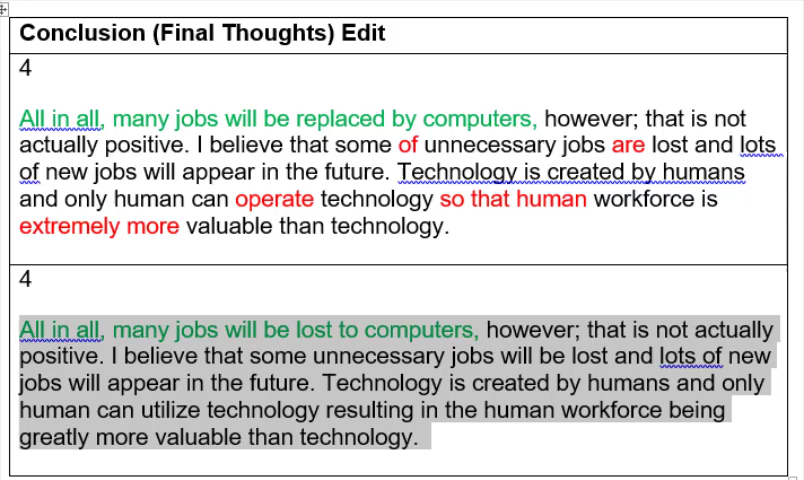 Conclusion (Final Thoughts) Edit
4
All in all, many jobs will be replaced by computers, however; that is not
actually positive. I believe that some of unnecessary jobs are lost and lots
of new jobs will appear in the future. Technology is created by humans
and only human can operate technology so that human workforce is
extremely more valuable than technology.
4
All in all, many jobs will be lost to computers, however; that is not actually
positive. I believe that some unnecessary jobs will be lost and lots of new
jobs will appear in the future. Technology is created by humans and only
human can utilize technology resulting in the human workforce being
greatly more valuable than technology.